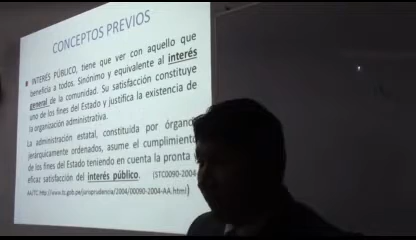 CONCEPTOS PREVIOS
▪ INTERÉS PÚBLICO, tiene que ver con aquello que
beneficia a todos. Sinónimo y equivalente al interés
general de la comunidad. Su satisfacción constituye
uno de los fines del Estado y justifica la existencia de
la organización administrativa.
La administración estatal, constituida por órganos
jerárquicamente ordenados, asume el cumplimiento
de los fines del Estado teniendo en cuenta la pronta y
eficaz satisfacción del interés público. (STC0090-2004
AA/TC.http://www.tc.gob.pe/jurisprudencia/2004/00090-2004-AA.html)